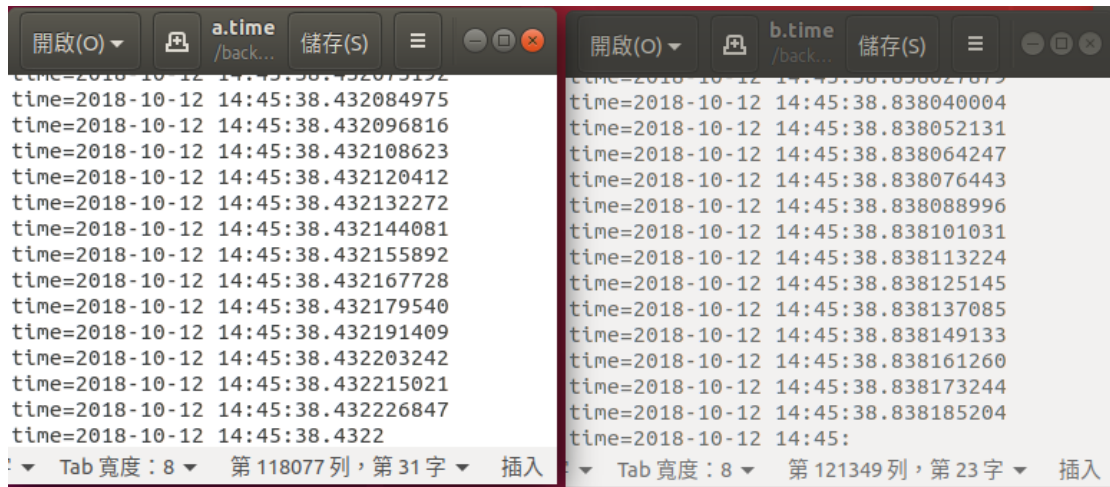 開啟(O)
a.time
/back...
儲存(S)
time=2018-10-12 14:45:38.432084975
time=2018-10-12 14:45:38.432096816
time=2018-10-12 14:45:38.432108623
time=2018-10-12 14:45:38.432120412
time=2018-10-12 14:45:38.432132272
time=2018-10-12 14:45:38.432144081
time=2018-10-12 14:45:38.432155892
time=2018-10-12 14:45:38.432167728
time=2018-10-12 14:45:38.432179540
time=2018-10-12 14:45:38.432191409
time=2018-10-12 14:45:38.432203242
time=2018-10-12 14:45:38.432215021
time=2018-10-12 14:45:38.432226847
time=2018-10-12 14:45:38.4322
Tab 寬度：8 第 118077 列，第 31 字 插入
開啟(O)
b.time
/back...
儲存(S)
time=2018-10-12 14:45:38.838040004
time=2018-10-12 14:45:38.838052131
time=2018-10-12 14:45:38.838064247
time=2018-10-12 14:45:38.838076443
time=2018-10-12 14:45:38.838088996
time=2018-10-12 14:45:38.838101031
time=2018-10-12 14:45:38.838113224
time=2018-10-12 14:45:38.838125145
time=2018-10-12 14:45:38.838137085
time=2018-10-12 14:45:38.838149133
time=2018-10-12 14:45:38.838161260
time=2018-10-12 14:45:38.838173244
time=2018-10-12 14:45:38.838185204
time=2018-10-12 14:45:
Tab 寬度：8 第 121349 列，第 23 字 插入